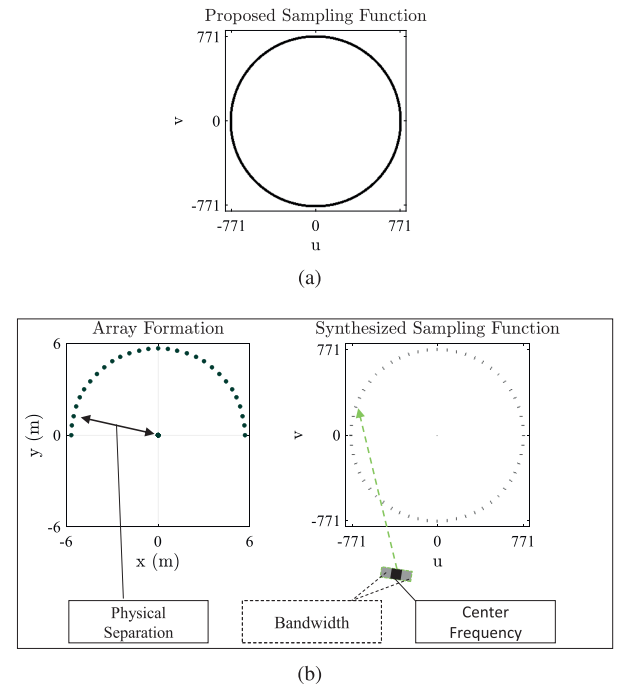 Proposed Sampling Function
771
v
0
-771
-771 0 771
u
(a)
Array Formation
6
y (m)
0
-6
-6 0 6
x (m)
Synthesized Sampling Function
771
v
0
-771
-771 0 771
u
Physical
Separation
Bandwidth
Center
Frequency
(b)